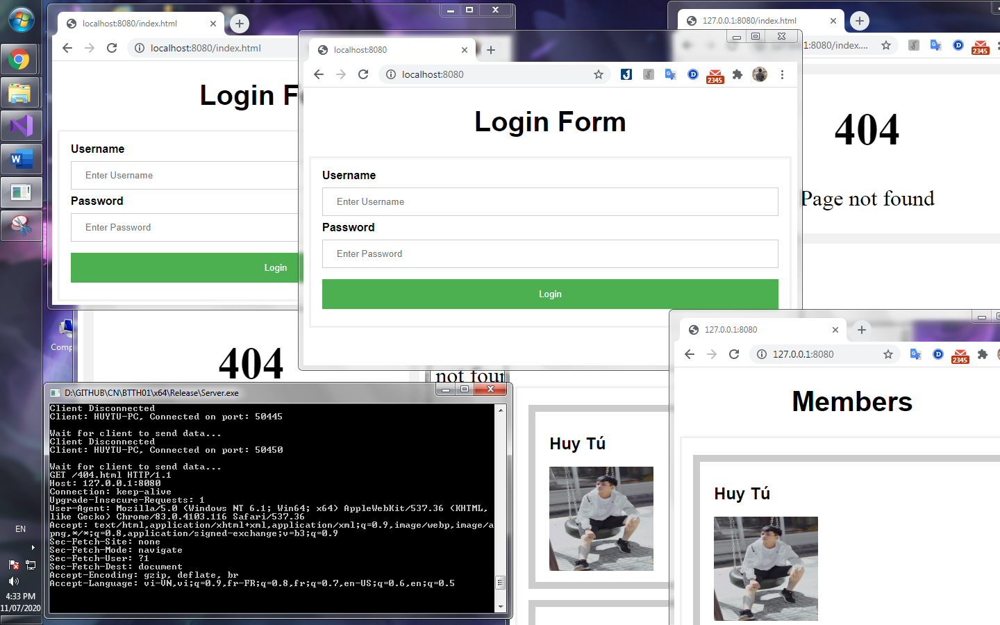 localhost:8080/index.html
localhost:8080/index.html
Login F
Username
Enter Username
Password
Enter Password
Login
localhost:8080
localhost:8080
2345
Login Form
Username
Enter Username
Password
Enter Password
Login
127.0.0.1:8080/index.html
1:8080/index....
2345
404
Page not found
Comp
404
not four
D:\GITHUB\CN\BTTH01\x64\Release\Server.exe
Client Disconnected
Client: HUYTU-PC, Connected on port: 50445
Wait for client to send data...
Client Disconnected
Client: HUYTU-PC, Connected on port: 50450
Wait for client to send data...
GET /404.html HTTP/1.1
Host: 127.0.0.1:8080
Connection: keep-alive
Upgrade-Insecure-Requests: 1
User-Agent: Mozilla/5.0 (Windows NT 6.1; Win64; x64) AppleWebKit/537.36 (KHTML,
like Gecko) Chrome/83.0.4103.116 Safari/537.36
Accept: text/html,application/xhtml+xml,application/xml;q=0.9,image/webp,image/a
png,*/*;q=0.8,application/signed-exchange;v=b3;q=0.9
Sec-Fetch-Site: none
Sec-Fetch-Mode: navigate
Sec-Fetch-User: ?1
Sec-Fetch-Dest: document
Accept-Encoding: gzip, deflate, br
Accept-Language: vi-VN,vi;q=0.9,fr-FR;q=0.8,fr;q=0.7,en-US;q=0.6,en;q=0.5
Huy Tú
127.0.0.1:8080
127.0.0.1:8080
2345
Members
Huy Tú
EN
4:33 PM
11/07/2020